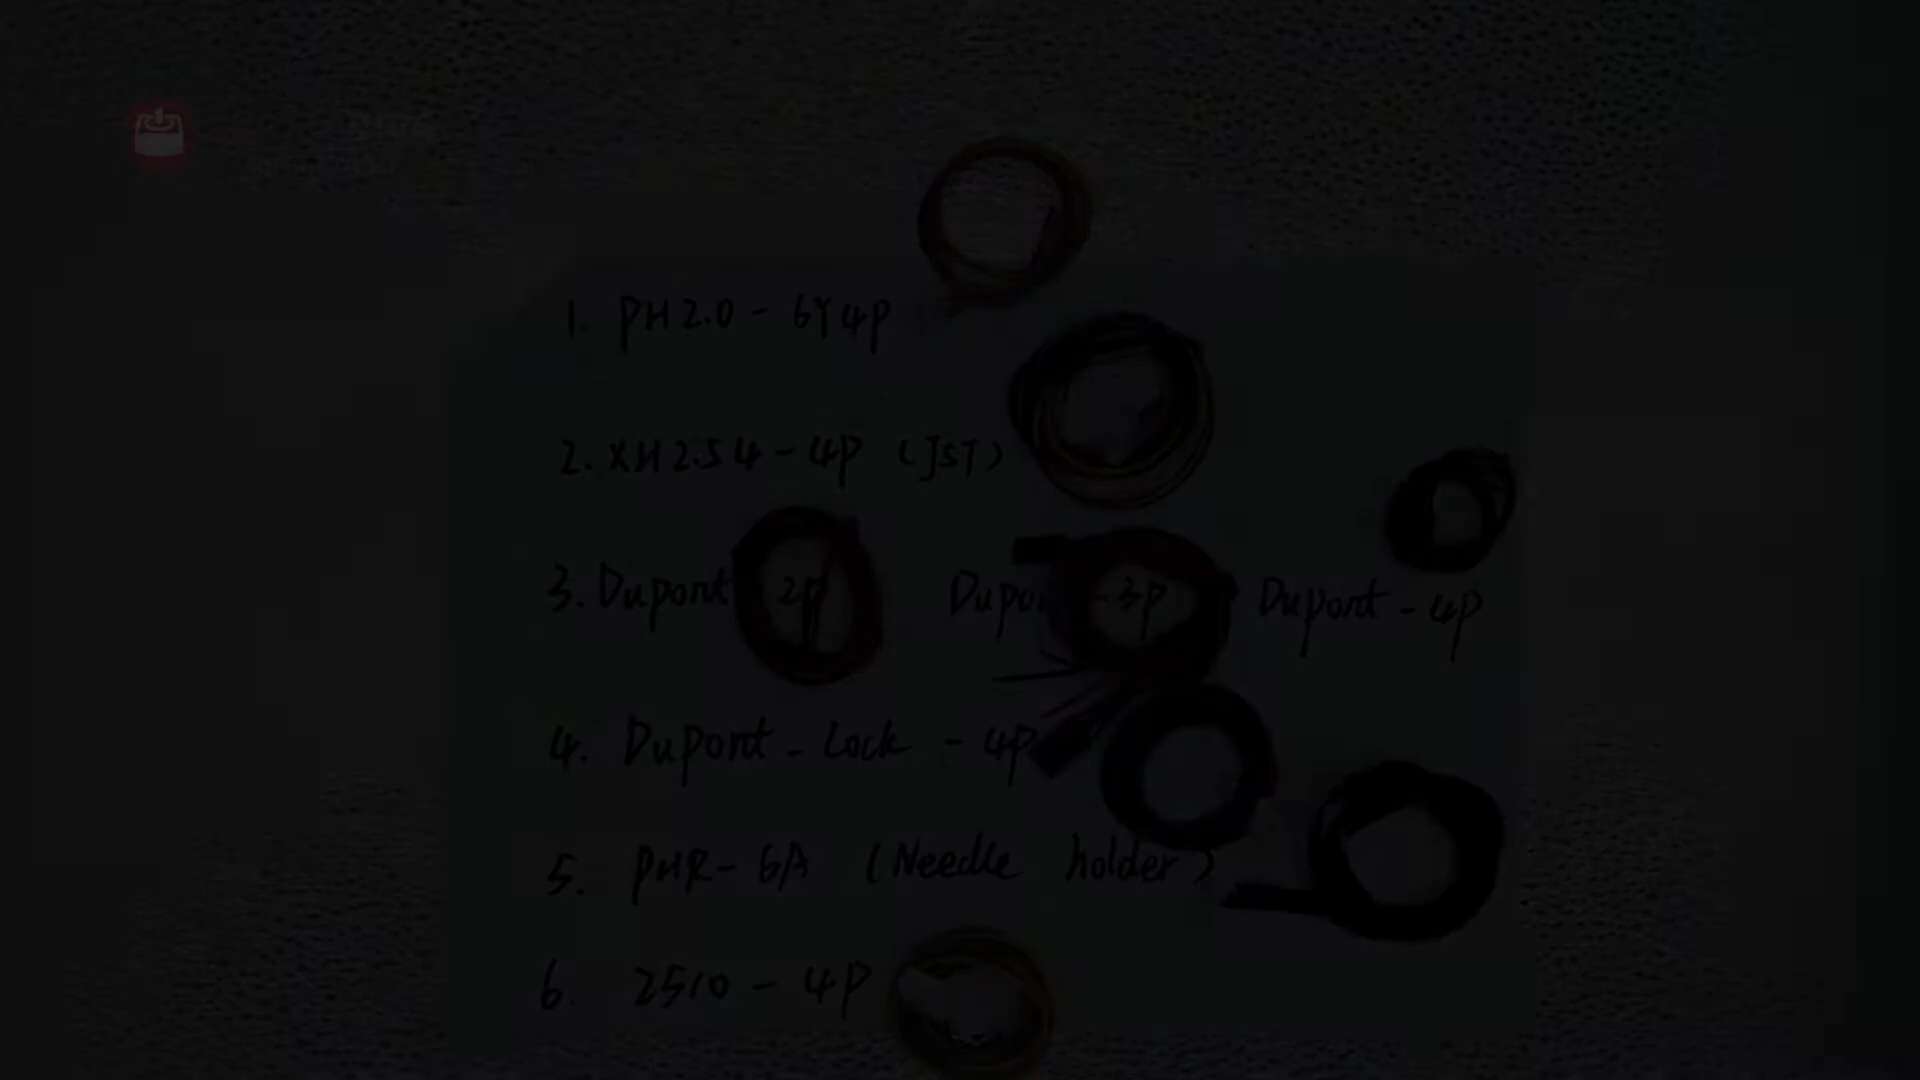 1. PH2.0 - 6Y4P
2. XH2.54 - 4P (JST)
3. Dupont 2P Dupont - 3P Dupont - 4P
4. Dupont - Lock - 4P
5. PHR - 6A (Needle holder)
6. 2510 - 4P